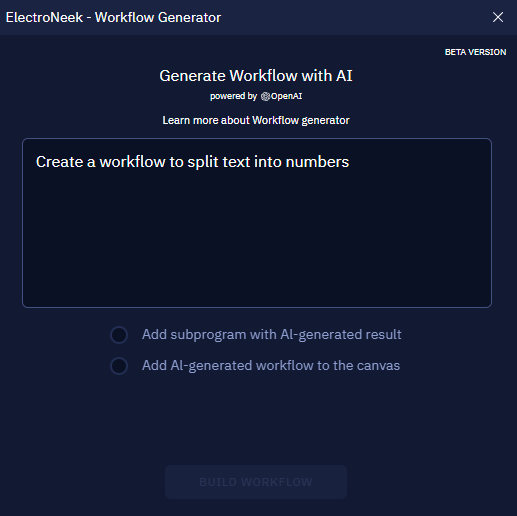 ElectroNeek - Workflow Generator
BETA VERSION
Generate Workflow with AI
powered by OpenAI
Learn more about Workflow generator
Create a workflow to split text into numbers
Add subprogram with AI-generated result
Add AI-generated workflow to the canvas
BUILD WORKFLOW